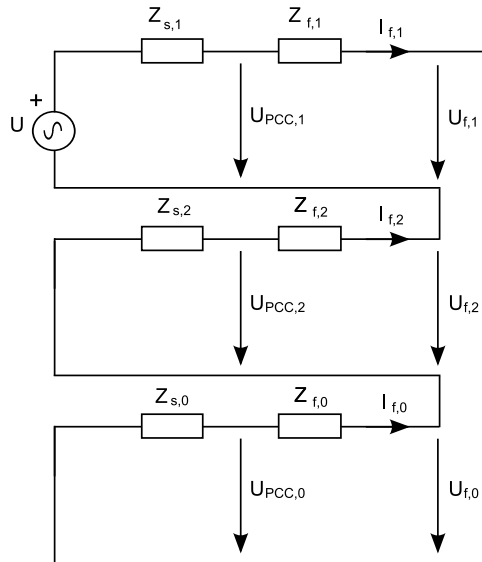 Z s,1
Z f,1
I f,1
+
U
U PCC,1
U f,1
Z s,2
Z f,2
I f,2
U PCC,2
U f,2
Z s,0
Z f,0
I f,0
U PCC,0
U f,0